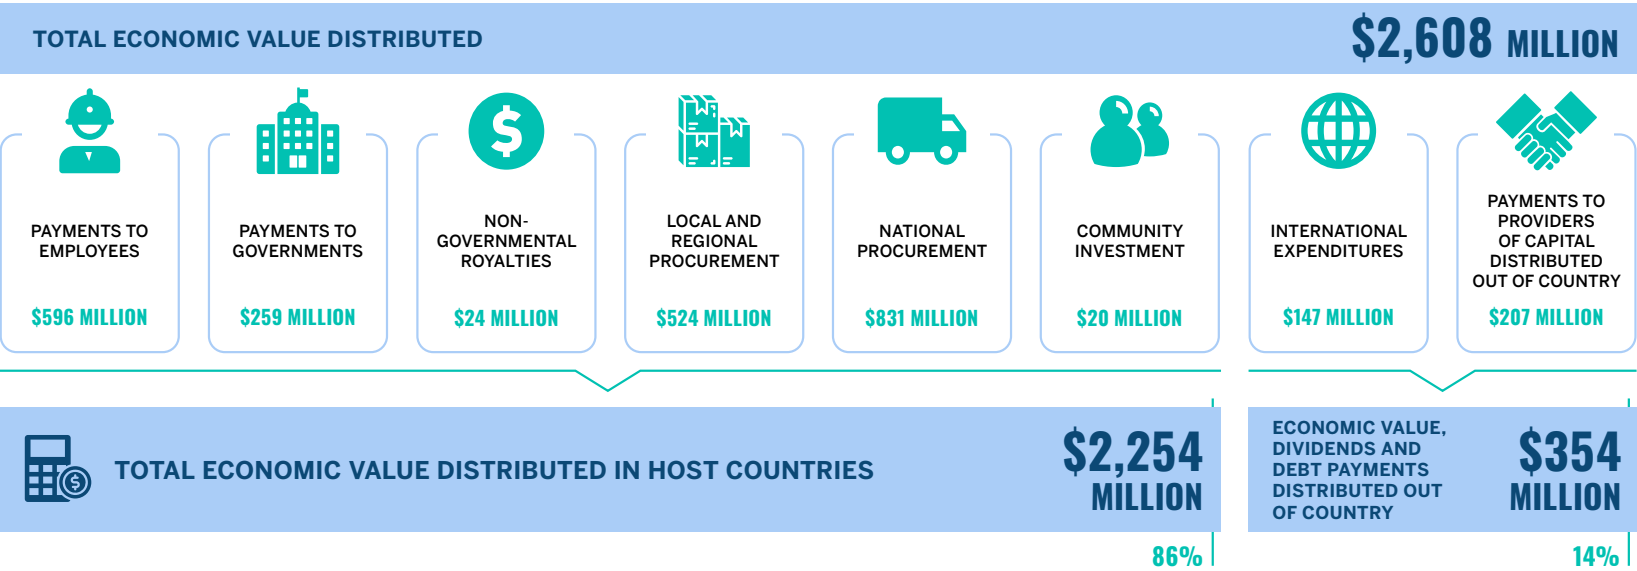 TOTAL ECONOMIC VALUE DISTRIBUTED
$2,608 MILLION
PAYMENTS TO
EMPLOYEES
$596 MILLION
PAYMENTS TO
GOVERNMENTS
$259 MILLION
NON-
GOVERNMENTAL
ROYALTIES
$24 MILLION
LOCAL AND
REGIONAL
PROCUREMENT
$524 MILLION
NATIONAL
PROCUREMENT
$831 MILLION
COMMUNITY
INVESTMENT
$20 MILLION
INTERNATIONAL
EXPENDITURES
$147 MILLION
PAYMENTS TO
PROVIDERS
OF CAPITAL
DISTRIBUTED
OUT OF COUNTRY
$207 MILLION
TOTAL ECONOMIC VALUE DISTRIBUTED IN HOST COUNTRIES
$2,254
MILLION
86%
ECONOMIC VALUE,
DIVIDENDS AND
DEBT PAYMENTS
DISTRIBUTED OUT
OF COUNTRY
$354
MILLION
14%